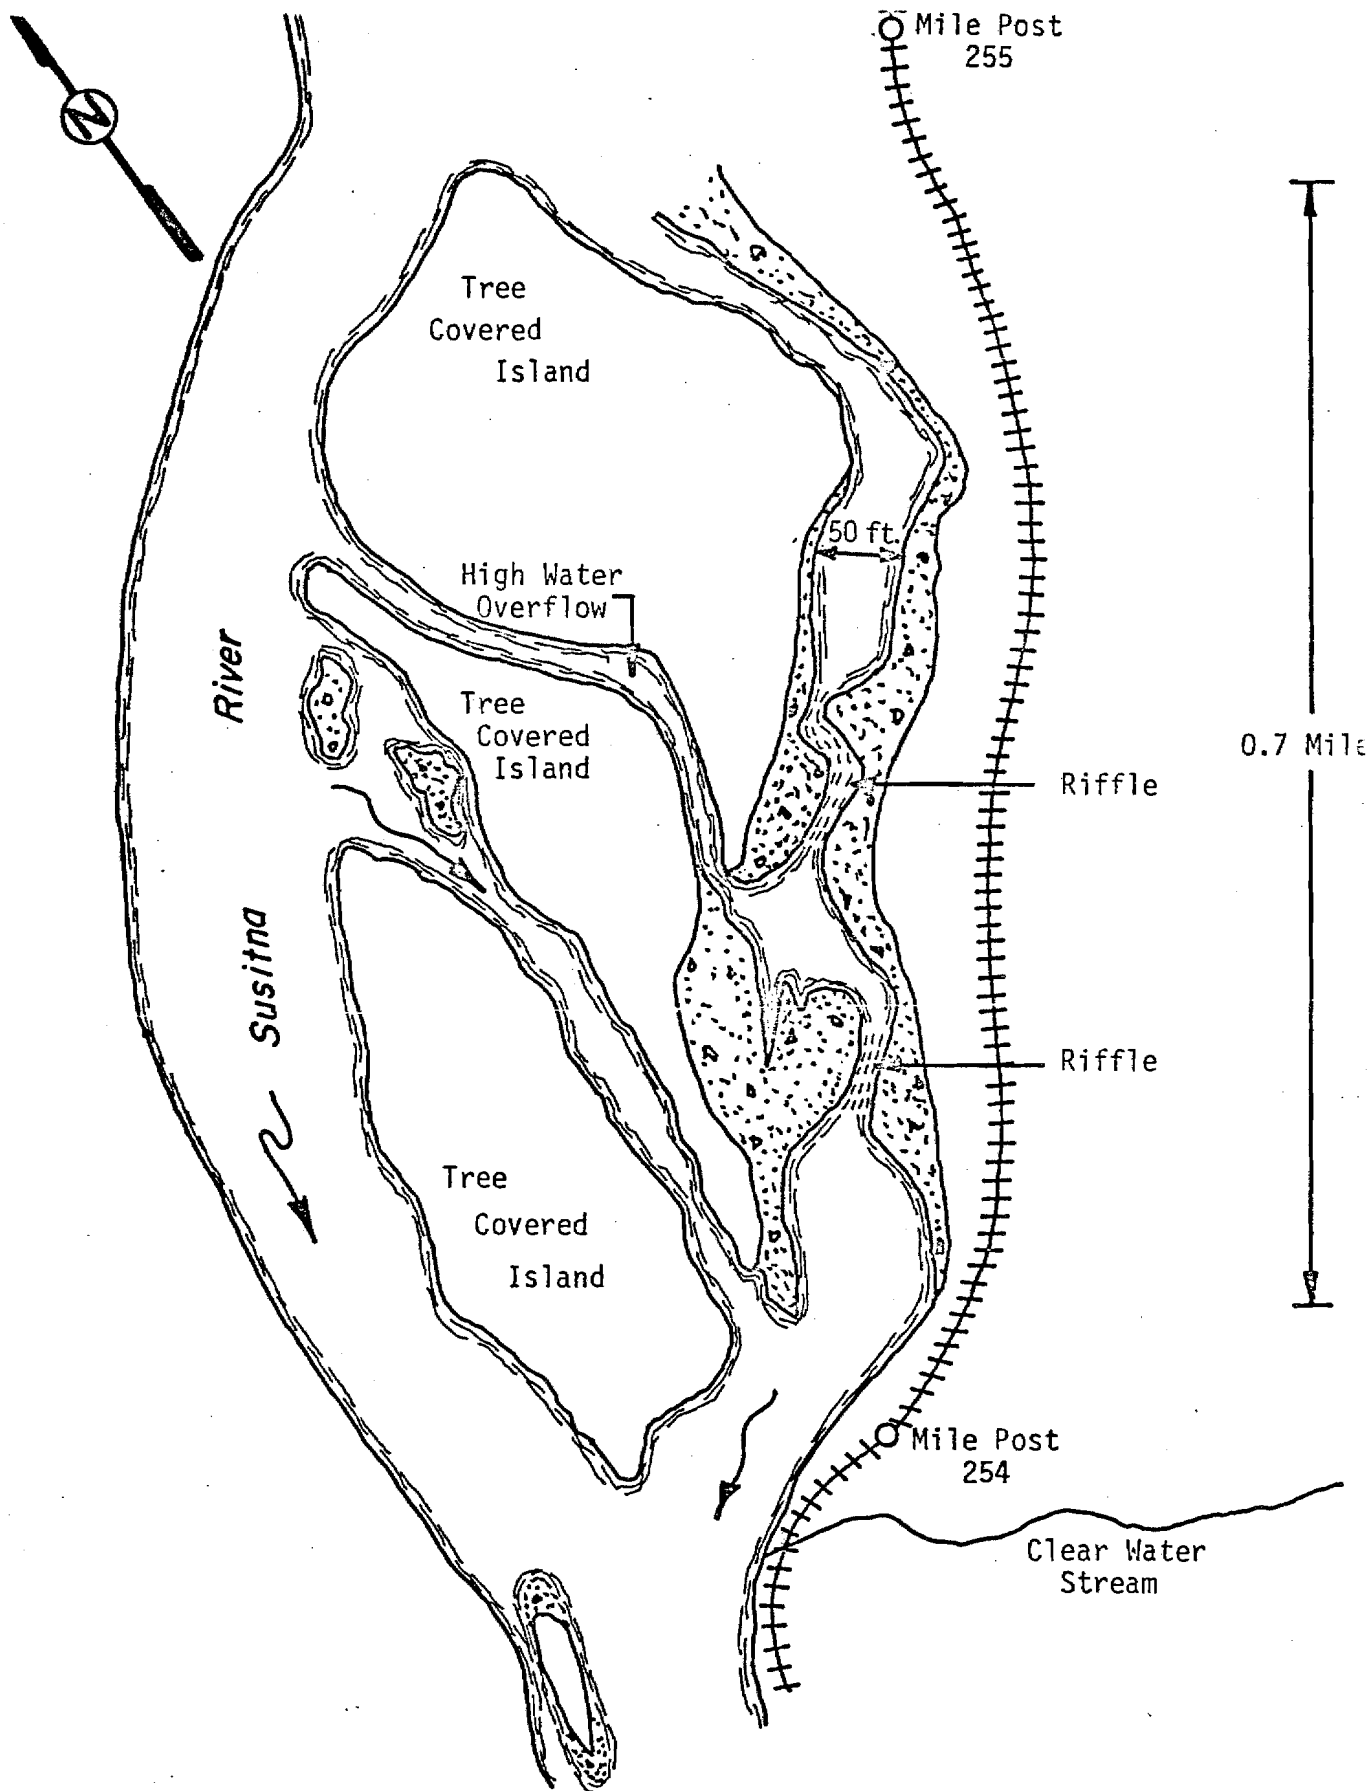 Mile Post
255
N
Tree
Covered
Island
50 ft.
High Water
Overflow
River
Tree
Covered
Island
0.7 Mile
Riffle
Susitna
Riffle
Tree
Covered
Island
Mile Post
254
Clear Water
Stream